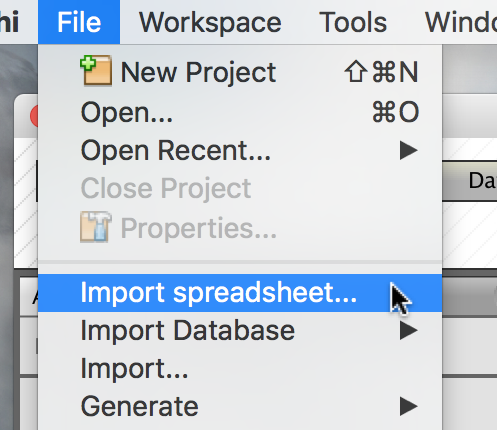 hi File Workspace Tools Windo
New Project ⇧⌘N
Open... ⌘O
Open Recent... ▶
Close Project
Properties...
Da
Import spreadsheet...
Import Database ▶
Import...
Generate ▶